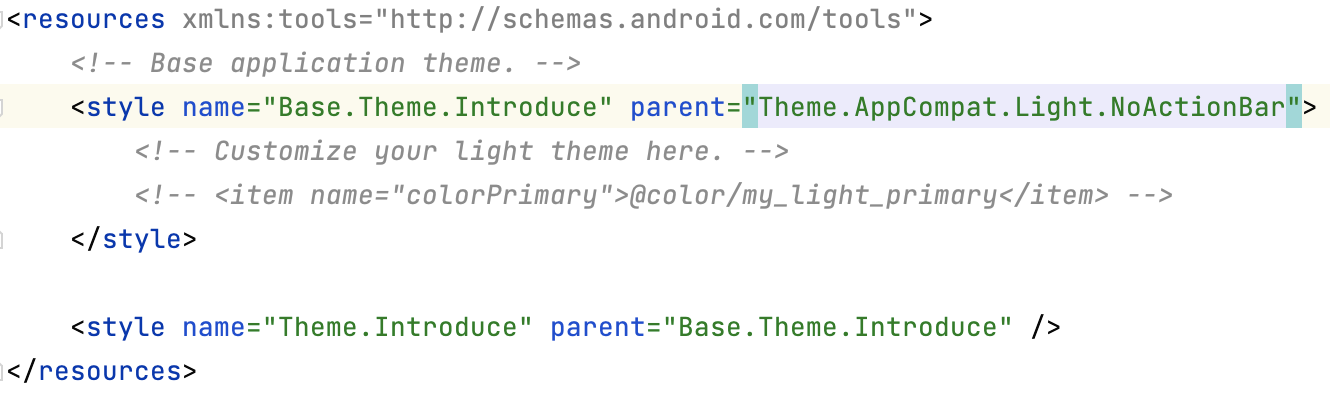 <resources xmlns:tools="http://schemas.android.com/tools">
    <!-- Base application theme. -->
    <style name="Base.Theme.Introduce" parent="Theme.AppCompat.Light.NoActionBar">
        <!-- Customize your light theme here. -->
        <!-- <item name="colorPrimary">@color/my_light_primary</item> -->
    </style>

    <style name="Theme.Introduce" parent="Base.Theme.Introduce" />
</resources>